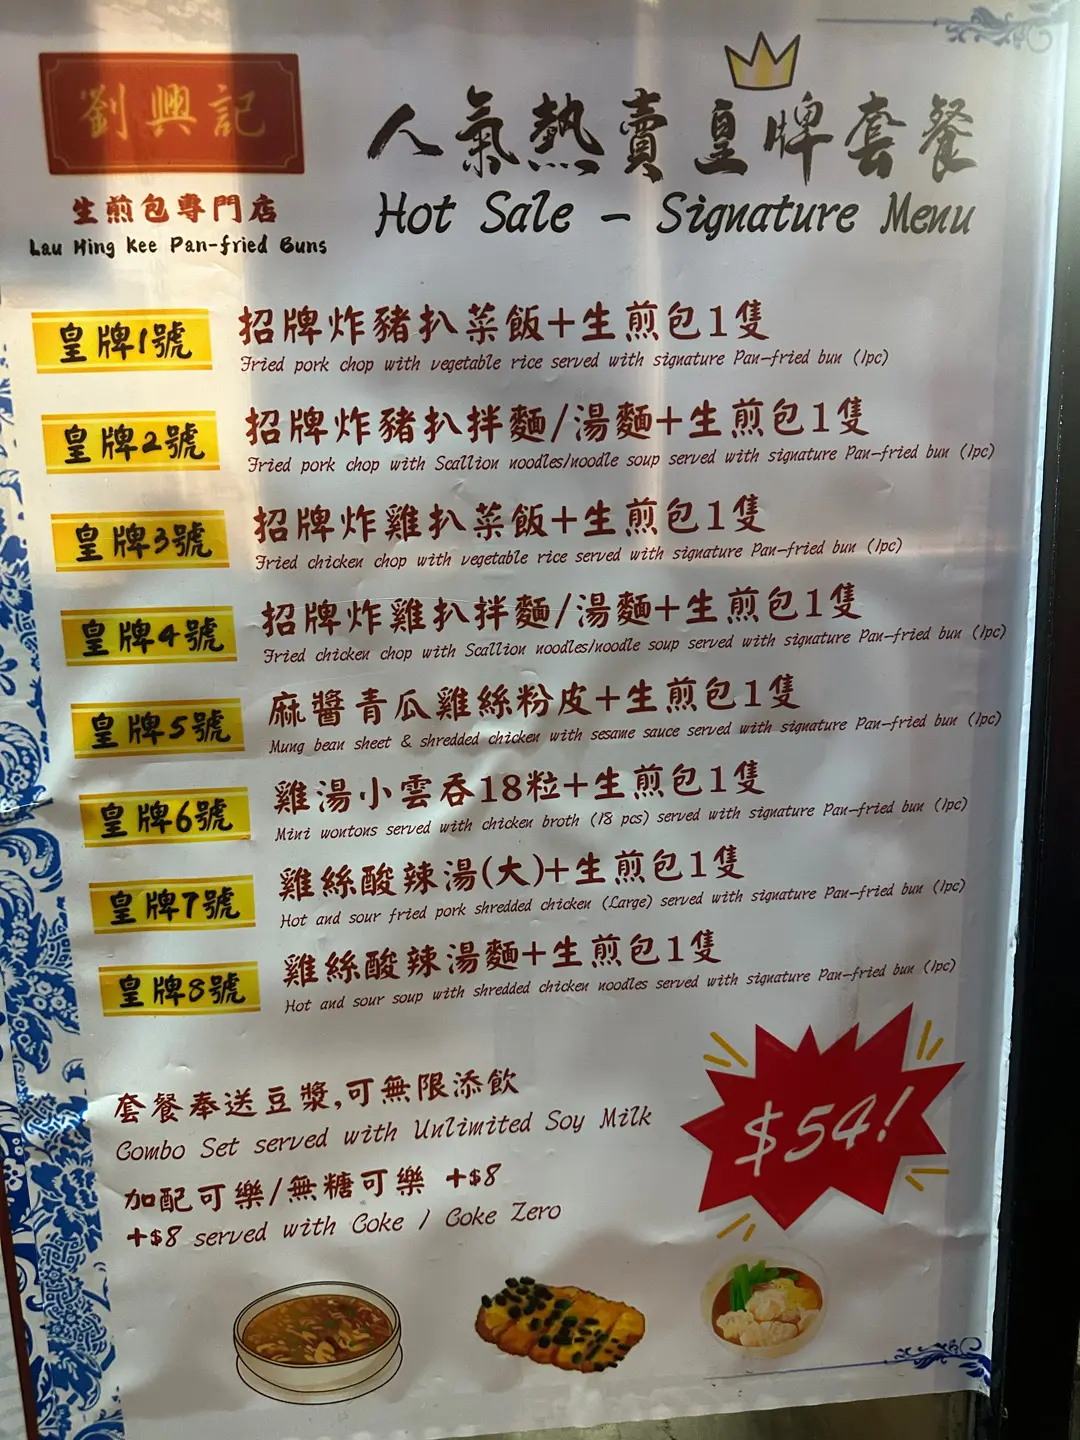 劉興記
生煎包專門店
Lau Hing Kee Pan-fried Buns
人氣熱賣皇牌套餐
Hot Sale – Signature Menu
皇牌1號
招牌炸豬扒菜飯+生煎包1隻
Fried pork chop with vegetable rice served with signature Pan-fried bun (1pc)
皇牌2號
招牌炸豬扒拌麵/湯麵+生煎包1隻
Fried pork chop with Scallion noodles/noodle soup served with signature Pan-fried bun (1pc)
皇牌3號
招牌炸雞扒菜飯+生煎包1隻
Fried chicken chop with vegetable rice served with signature Pan-fried bun (1pc)
皇牌4號
招牌炸雞扒拌麵/湯麵+生煎包1隻
Fried chicken chop with Scallion noodles/noodle soup served with signature Pan-fried bun (1pc)
皇牌5號
麻醬青瓜雞絲粉皮+生煎包1隻
Mung bean sheet & shredded chicken with sesame sauce served with signature Pan-fried bun (1pc)
皇牌6號
雞湯小雲吞18粒+生煎包1隻
Mini wontons served with chicken broth (18 pcs) served with signature Pan-fried bun (1pc)
皇牌7號
雞絲酸辣湯(大)+生煎包1隻
Hot and sour fried pork shredded chicken (Large) served with signature Pan-fried bun (1pc)
皇牌8號
雞絲酸辣湯麵+生煎包1隻
Hot and sour soup with shredded chicken noodles served with signature Pan-fried bun (1pc)
套餐奉送豆漿,可無限添飲
Combo Set served with Unlimited Soy Milk
加配可樂/無糖可樂 +$8
+$8 served with Coke / Coke Zero
$54!